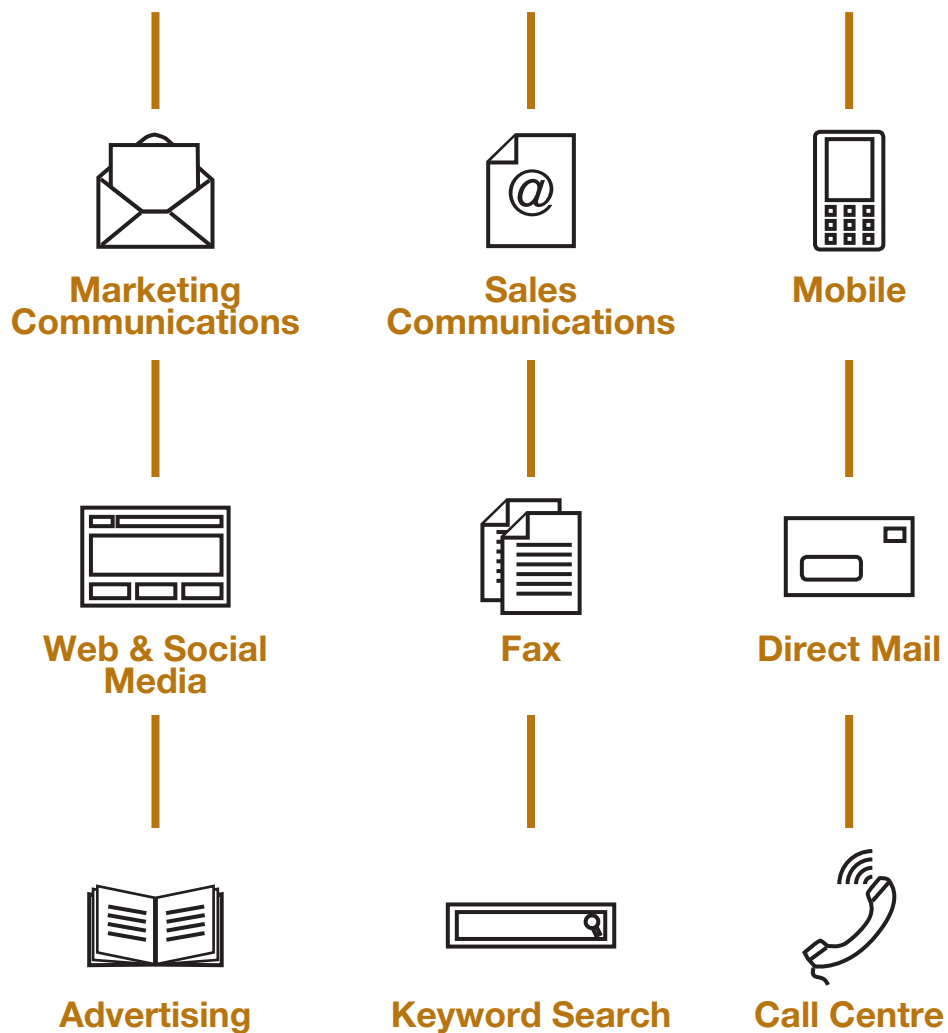 Marketing
Communications
Sales
Communications
Mobile
@
Web & Social
Media
Fax
Direct Mail
Advertising
Keyword Search
Call Centre